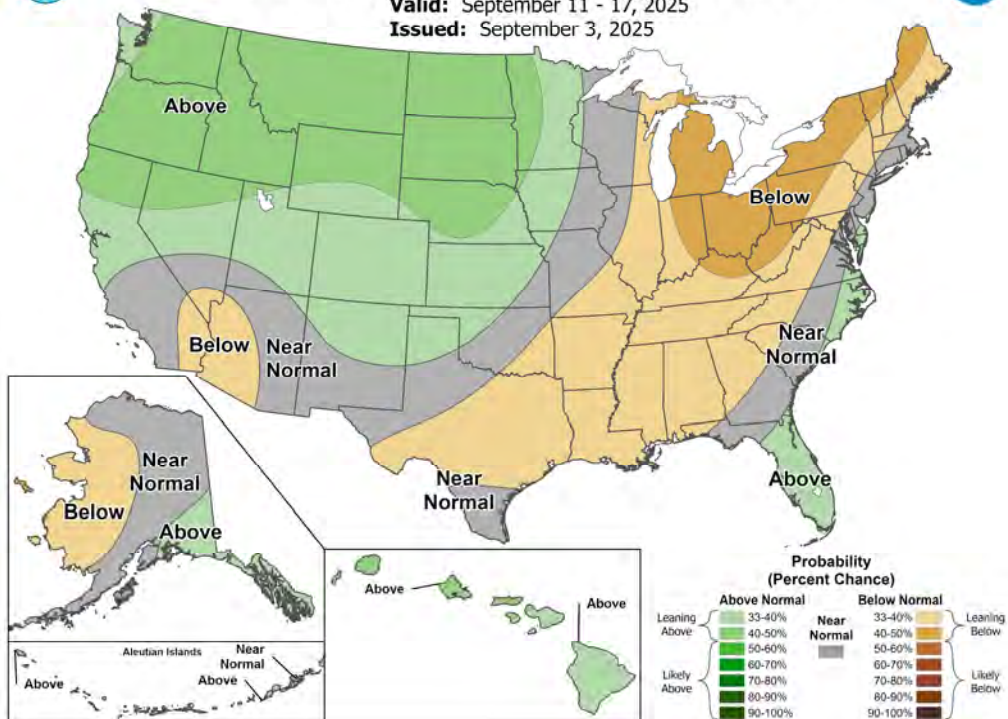 Valid: September 11 - 17, 2025
Issued: September 3, 2025
Above
Below
Below
Near
Normal
Near
Normal
Near
Normal
Above
Near
Normal
Below
Above
Aleutian Islands
Near
Normal
Above
Above
Above
Above
Probability
(Percent Chance)
Above Normal
Below Normal
Leaning
Above
33-40%
40-50%
Near
Normal
33-40%
40-50%
Leaning
Below
Likely
Above
50-60%
60-70%
70-80%
80-90%
90-100%
50-60%
60-70%
70-80%
80-90%
90-100%
Likely
Below